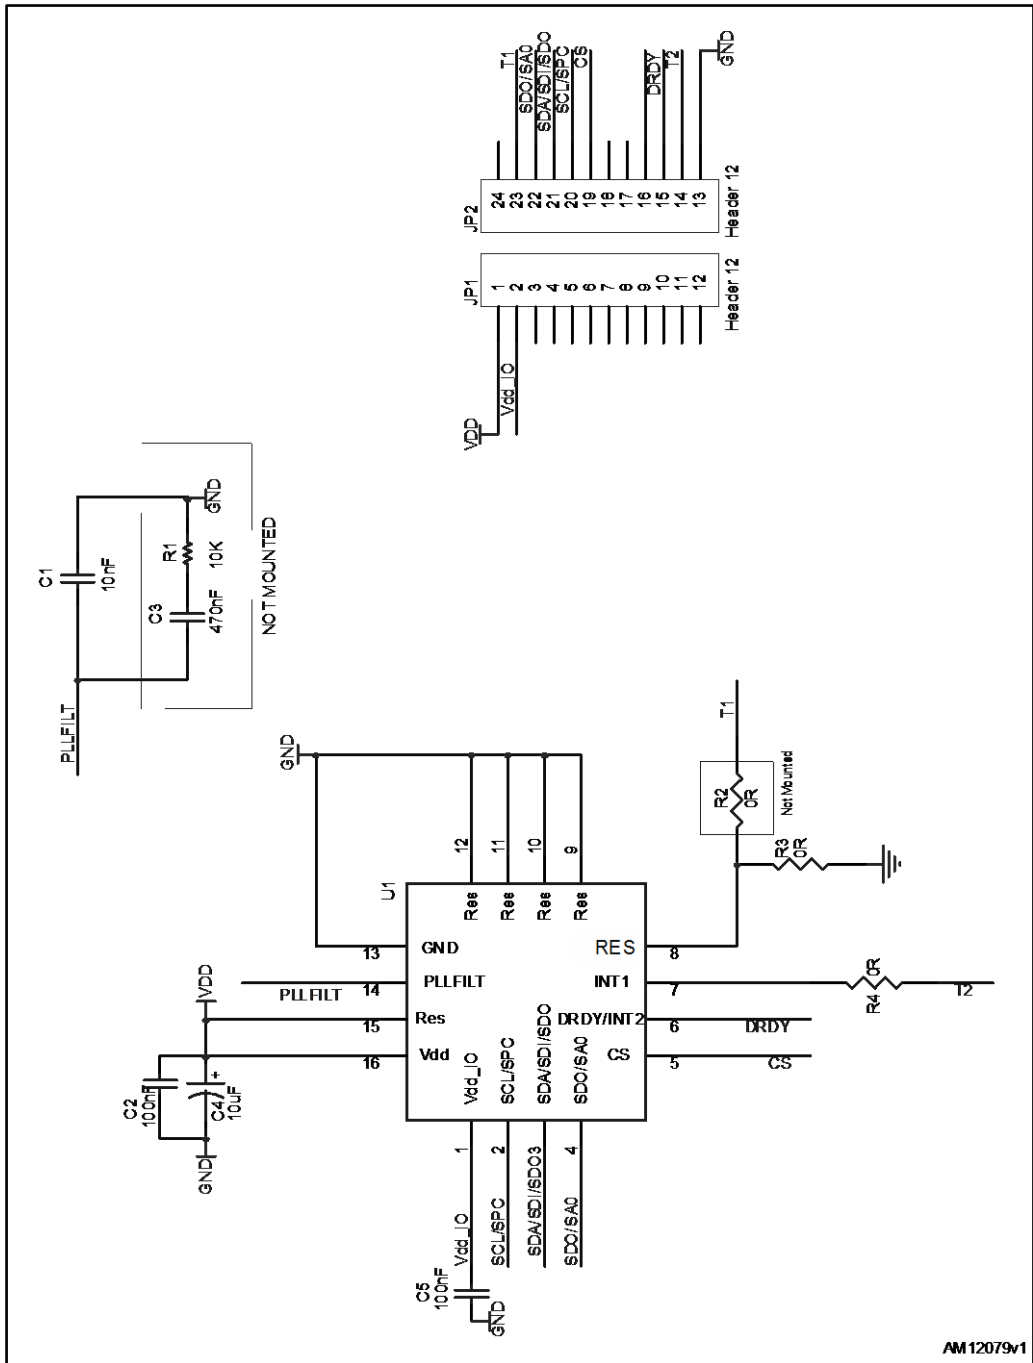 T1
SDO/SA0
SDA/SDI/SDO
SCL/SPC
CS
DRDY
T2
GND
24
23
22
21
20
19
18
17
16
15
14
13
JP2
Header 12
JP1
1
2
3
4
5
6
7
8
9
10
11
12
Header 12
VDD
Vdd_IO
C1
10nF
GND
R1
10K
C3
470nF
NOT MOUNTED
PLLFILT
GND
T1
R2
0R
Not Mounted
R3
0R
U1
12
11
10
9
Res
Res
Res
Res
13
GND
RES
8
PLLFILT
14
PLLFILT
INT1
7
R4
0R
T2
VDD
15
Res
DRDY/INT2
6
DRDY
16
Vdd
CS
5
CS
Vdd_IO
SCL/SPC
SDA/SDI/SDO
SDO/SA0
C2
100nF
C4
10uF
+
GND
1
2
3
4
Vdd_IO
SCL/SPC
SDA/SDI/SDO
SDO/SA0
C5
100nF
GND
AM12079v1